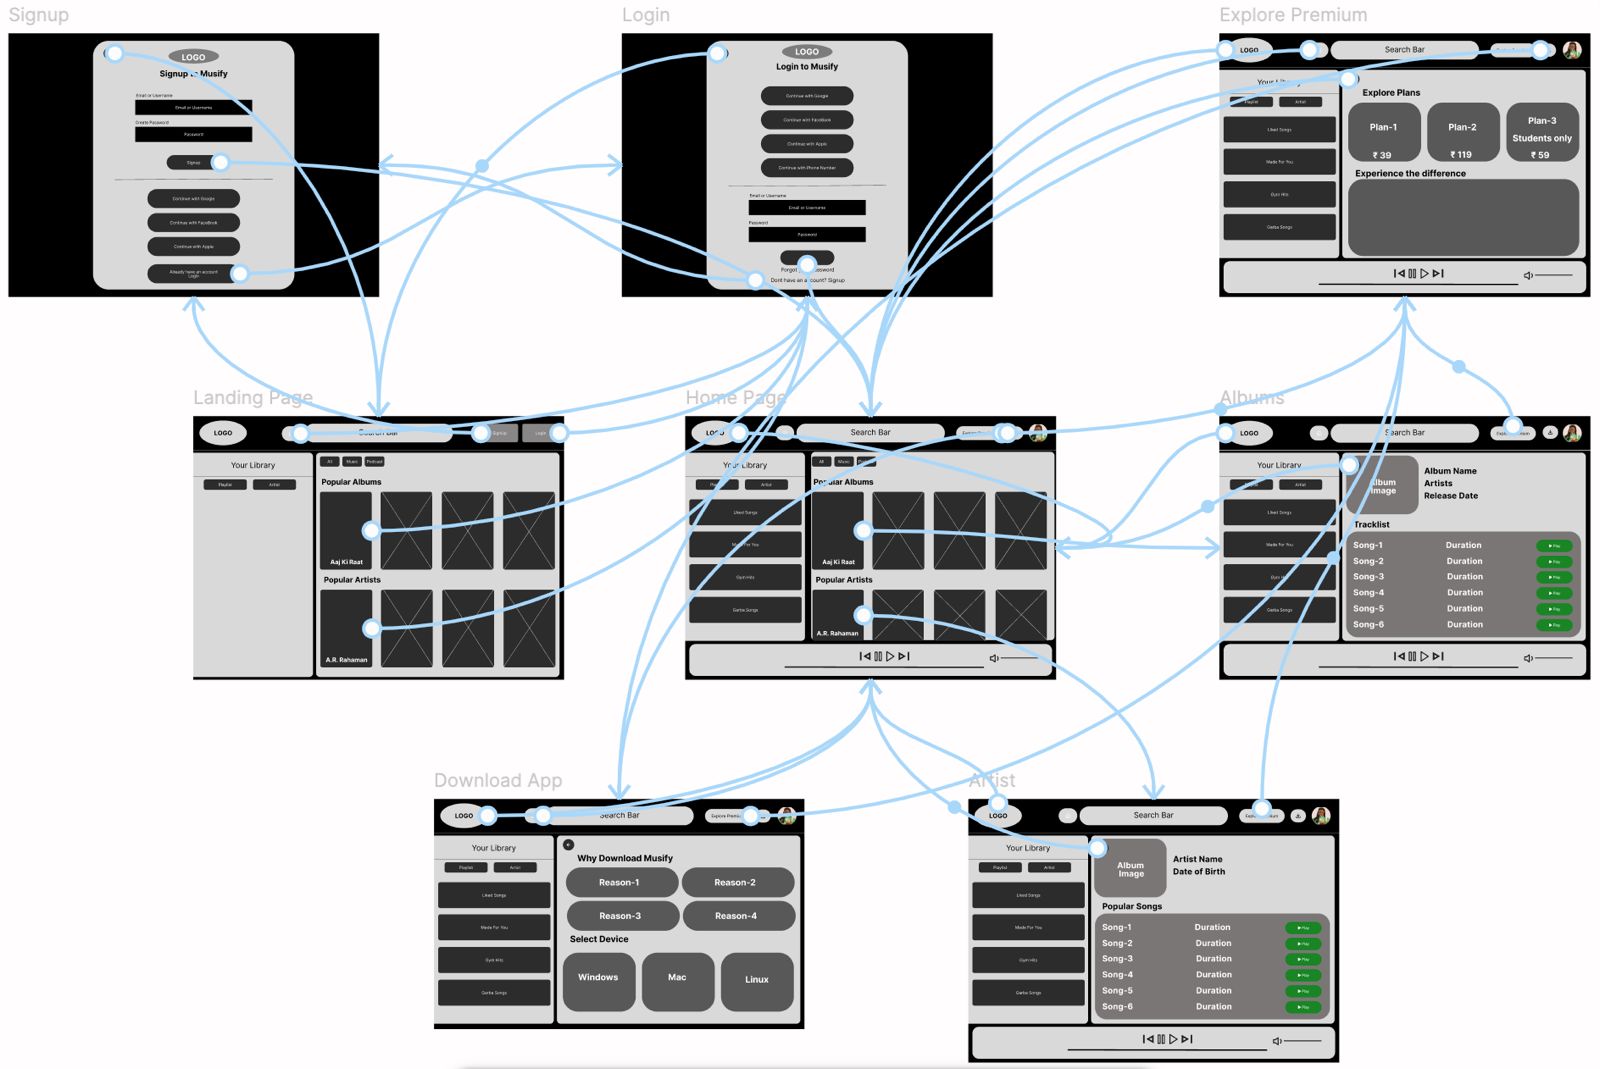 Signup
LOGO
Signup to Musify
Email or Username
Email or Username
Create Password
Password
Signup
Continue with Google
Continue with FaceBook
Continue with Apple
Already have an account
Login
Login
LOGO
Login to Musify
Continue with Google
Continue with FaceBook
Continue with Apple
Continue with Phone Number
Email or Username
Email or Username
Password
Password
Dont have an account? Signup
Explore Premium
LOGO
Search Bar
Your Library
Playlist
Artist
Liked Songs
Made For You
Gym Hits
Garba Songs
Explore Plans
Plan-1
₹ 39
Plan-2
₹ 119
Plan-3
Students only
₹ 59
Experience the difference
Landing Page
LOGO
Search Bar
Signup
Login
Your Library
Playlist
Artist
All
Music
Podcast
Popular Albums
Aaj Ki Raat
Popular Artists
A.R. Rahaman
Home Page
LOGO
Search Bar
Your Library
Playlist
Artist
Liked Songs
Made For You
Gym Hits
Garba Songs
All
Music
Popular Albums
Aaj Ki Raat
Popular Artists
A.R. Rahaman
Albums
LOGO
Search Bar
Your Library
Playlist
Artist
Liked Songs
Made For You
Gym Hits
Garba Songs
Album
Image
Album Name
Artists
Release Date
Tracklist
Song-1 Duration Play
Song-2 Duration Play
Song-3 Duration Play
Song-4 Duration Play
Song-5 Duration Play
Song-6 Duration Play
Download App
LOGO
Search Bar
Your Library
Playlist
Artist
Liked Songs
Made For You
Gym Hits
Garba Songs
Why Download Musify
Reason-1
Reason-2
Reason-3
Reason-4
Select Device
Windows
Mac
Linux
Artist
LOGO
Search Bar
Your Library
Playlist
Artist
Liked Songs
Made For You
Gym Hits
Garba Songs
Album
Image
Artist Name
Date of Birth
Popular Songs
Song-1 Duration Play
Song-2 Duration Play
Song-3 Duration Play
Song-4 Duration Play
Song-5 Duration Play
Song-6 Duration Play